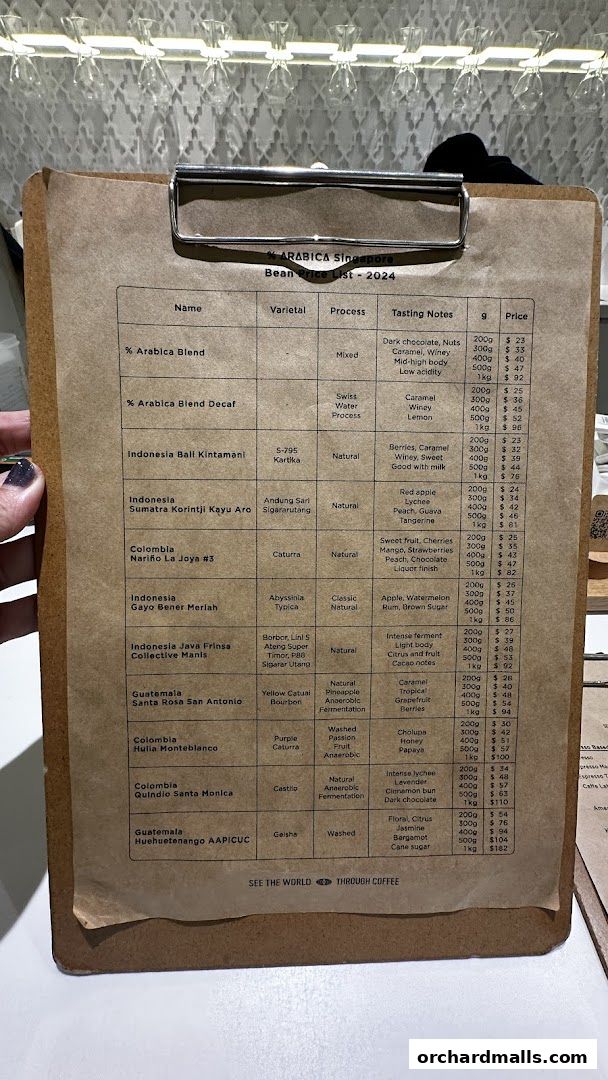 % ARABICA Singapore
Bean Price List - 2024
Name Varietal Process Tasting Notes g Price
% Arabica Blend - Mixed
Dark chocolate, Nuts
Caramel, Winey
Mid-high body
Low acidity
200g $ 23
300g $ 33
400g $ 40
500g $ 47
1kg $ 92
% Arabica Blend Decaf
-
Swiss
Water
Process
Caramel
Winey
Lemon
200g $ 25
300g $ 36
400g $ 45
500g $ 52
1kg $ 96
Indonesia Bali Kintamani
S-795
Kartika
Natural
Berries, Caramel
Winey, Sweet
Good with milk
200g $ 23
300g $ 32
400g $ 39
500g $ 44
1kg $ 76
Indonesia
Sumatra Korintji Kayu Aro
Andung Sari
Sigararutang
Natural
Red apple
Lychee
Peach, Guava
Tangerine
200g $ 24
300g $ 34
400g $ 42
500g $ 46
1kg $ 81
Colombia
Nariño La Joya #3
Caturra
Natural
Sweet fruit, Cherries
Mango, Strawberries
Peach, Chocolate
Liquor finish
200g $ 25
300g $ 35
400g $ 43
500g $ 47
1kg $ 82
Indonesia
Gayo Bener Meriah
Abyssinia
Typica
Classic
Natural
Apple, Watermelon
Rum, Brown Sugar
200g $ 26
300g $ 37
400g $ 45
500g $ 50
1kg $ 86
Indonesia Java Frinsa
Collective Manis
Borbor, Lini S
Ateng Super
Timor, P88
Sigarar Utang
Natural
Intense ferment
Light body
Citrus and fruit
Cacao notes
200g $ 27
300g $ 39
400g $ 48
500g $ 53
1kg $ 92
Guatemala
Santa Rosa San Antonio
Yellow Catuai
Bourbon
Natural
Pineapple
Anaerobic
Fermentation
Caramel
Tropical
Grapefruit
Berries
200g $ 28
300g $ 40
400g $ 48
500g $ 54
1kg $ 94
Colombia
Hulia Monteblanco
Purple
Caturra
Washed
Passion
Fruit
Anaerobic
Cholupa
Honey
Papaya
200g $ 30
300g $ 42
400g $ 51
500g $ 57
1kg $100
Colombia
Quindio Santa Monica
Castilo
Natural
Anaerobic
Fermentation
Intense lychee
Lavender
Cinnamon bun
Dark chocolate
200g $ 34
300g $ 48
400g $ 57
500g $ 63
1kg $110
Guatemala
Huehuetenango AAPICUC
Geisha
Washed
Floral, Citrus
Jasmine
Bergamot
Cane sugar
200g $ 54
300g $ 76
400g $ 94
500g $104
1kg $182
SEE THE WORLD THROUGH COFFEE
orchardmalls.com